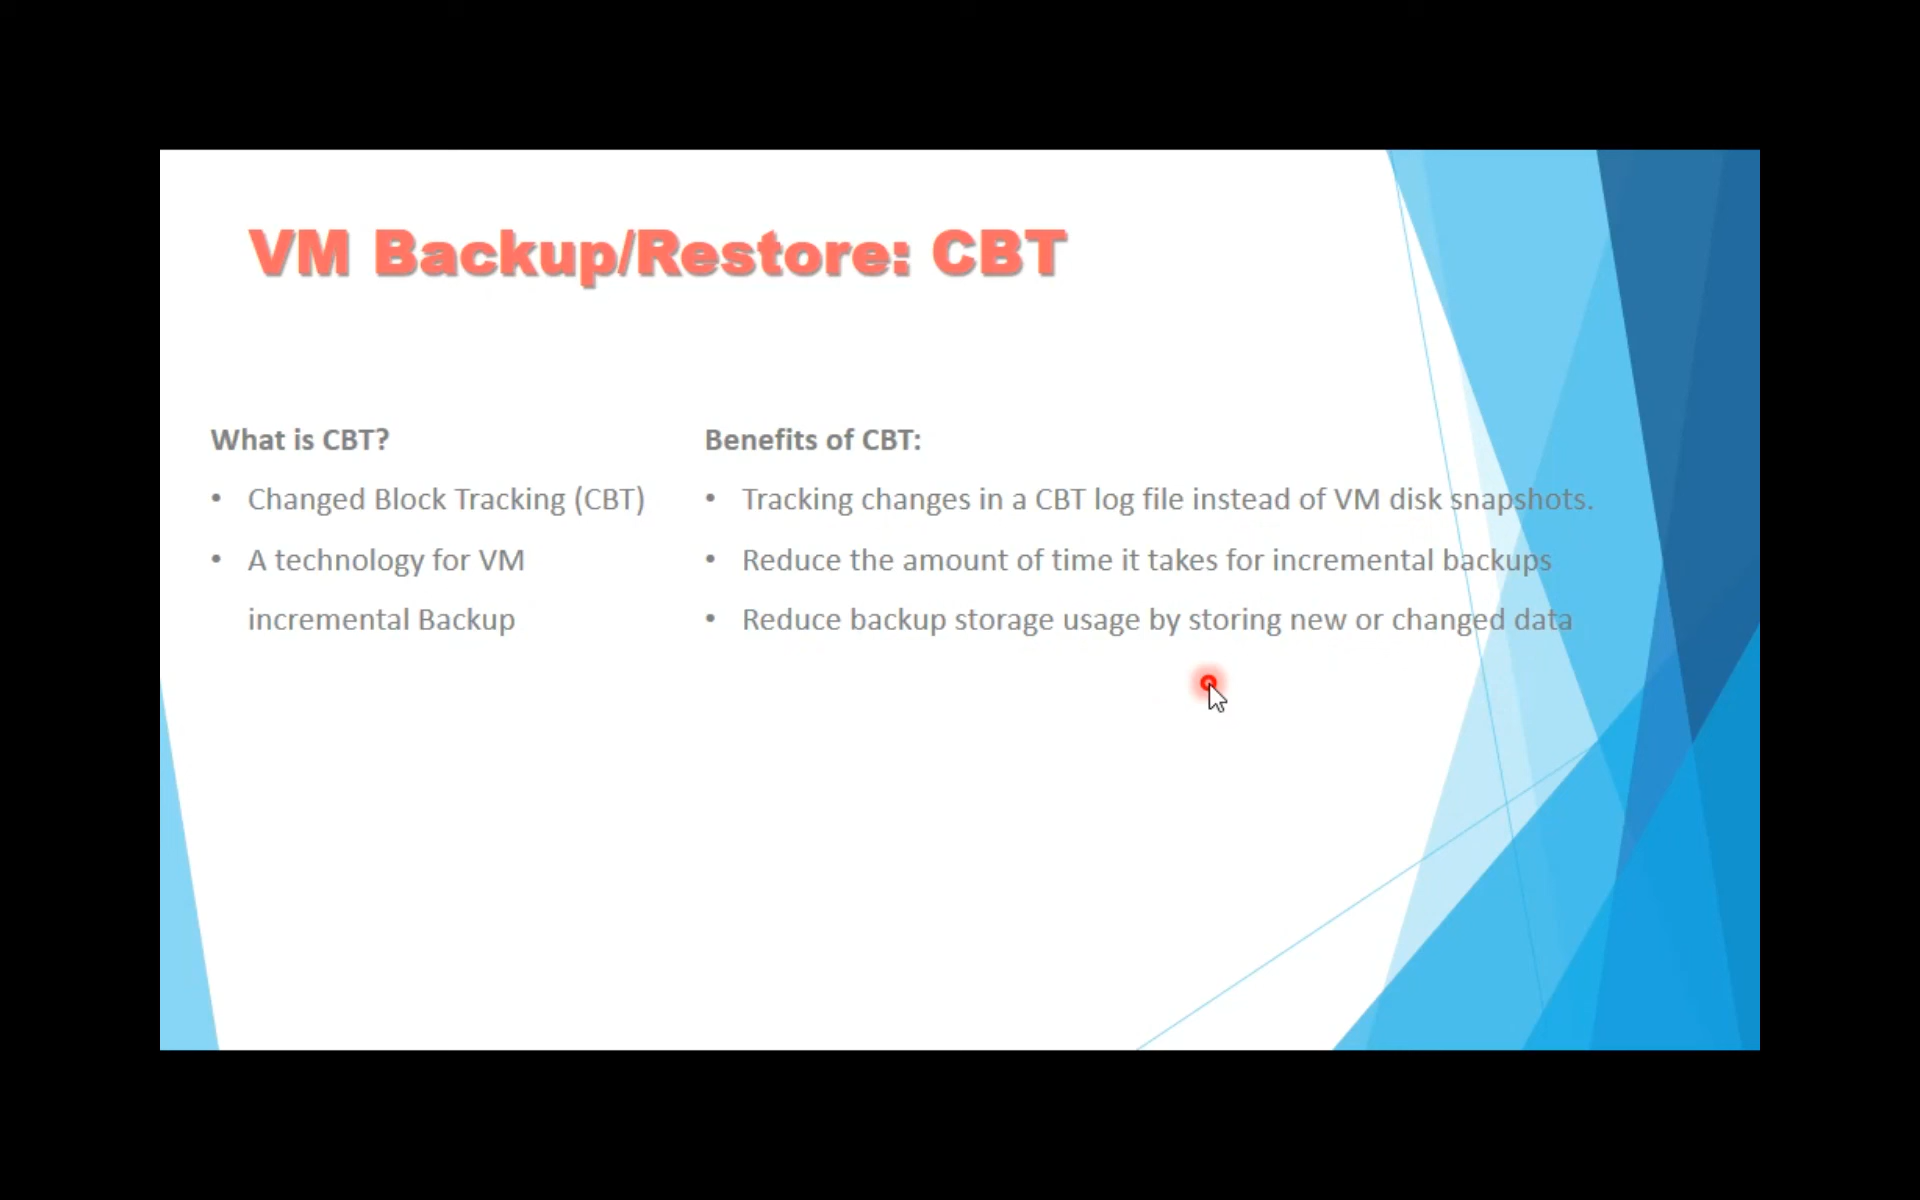 VM Backup/Restore: CBT
What is CBT?
• Changed Block Tracking (CBT)
• A technology for VM
incremental Backup
Benefits of CBT:
• Tracking changes in a CBT log file instead of VM disk snapshots.
• Reduce the amount of time it takes for incremental backups
• Reduce backup storage usage by storing new or changed data